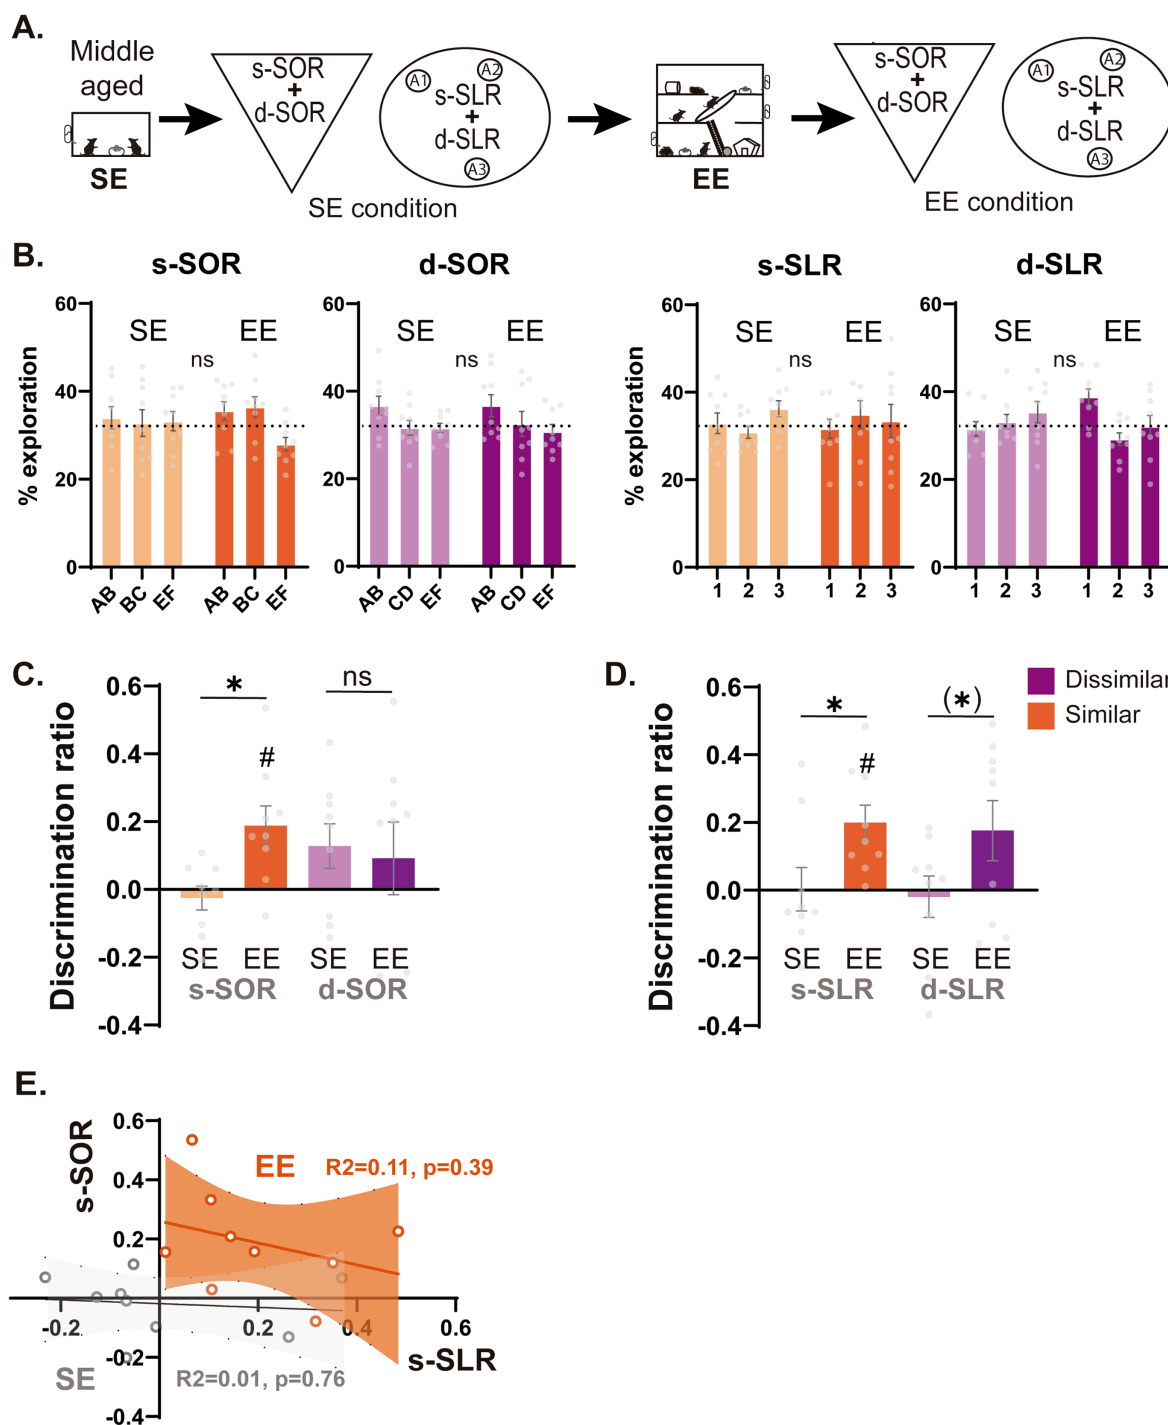 A.
Middle
aged
SE
s-SOR
+
d-SOR
A1
A2
s-SLR
+
d-SLR
A3
SE condition
EE
s-SOR
+
d-SOR
A1
A2
s-SLR
+
d-SLR
A3
EE condition
B.
s-SOR
d-SOR
s-SLR
d-SLR
% exploration
60
40
20
0
SE
EE
ns
AB
BC
EF
AB
BC
EF
60
40
20
0
SE
EE
ns
AB
CD
EF
AB
CD
EF
% exploration
60
40
20
0
SE
EE
ns
1
2
3
1
2
3
60
40
20
0
SE
EE
ns
1
2
3
1
2
3
C.
Discrimination ratio
0.6
0.4
0.2
0.0
-0.2
-0.4
*
#
ns
SE
EE
SE
EE
s-SOR
d-SOR
D.
Discrimination ratio
0.6
0.4
0.2
0.0
-0.2
-0.4
*
#
(*)
SE
EE
SE
EE
s-SLR
d-SLR
Dissimilar
Similar
E.
s-SOR
0.6
0.4
0.2
-0.2
-0.4
EE
R2=0.11, p=0.39
-0.2
0.2
0.4
0.6
s-SLR
SE
R2=0.01, p=0.76